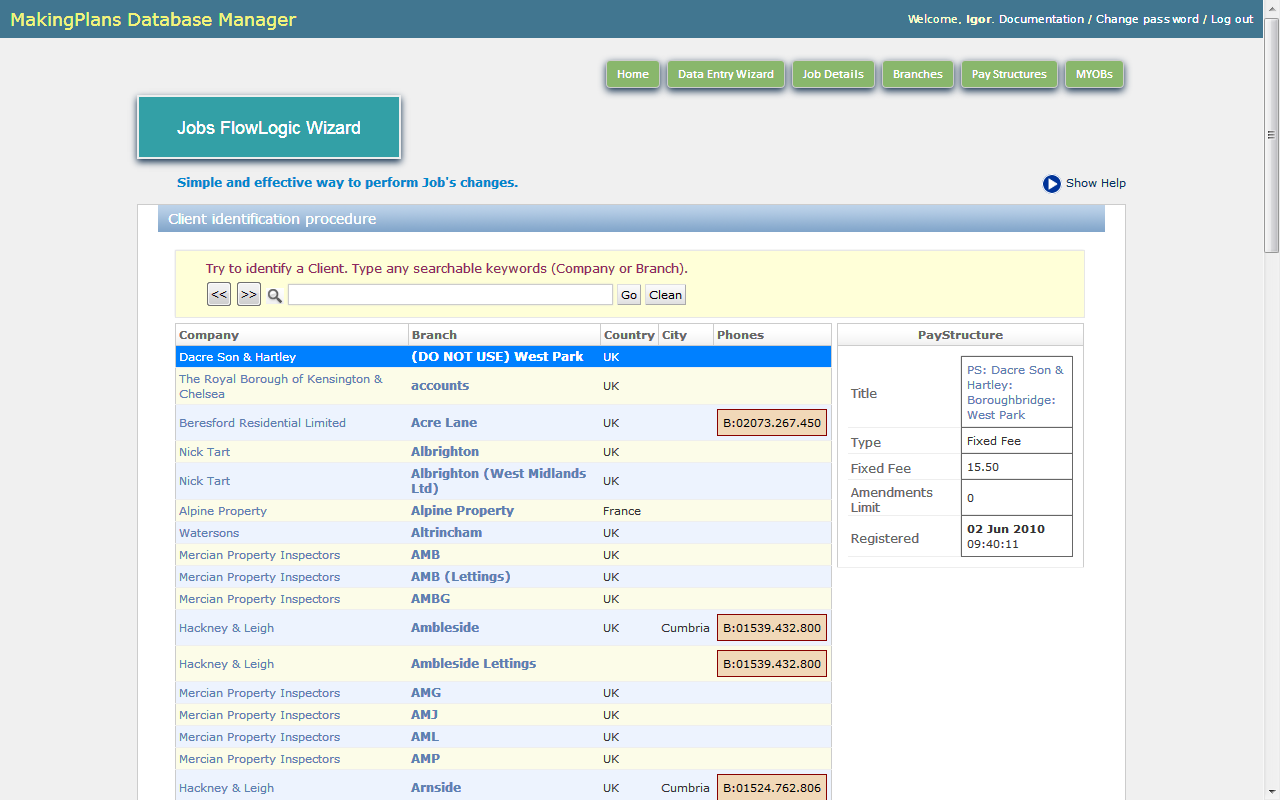 MakingPlans Database Manager
Welcome, Igor. Documentation / Change password / Log out
Home Data Entry Wizard Job Details Branches Pay Structures MYOBs
Jobs FlowLogic Wizard
Simple and effective way to perform Job's changes.
Show Help
Client identification procedure
Try to identify a Client. Type any searchable keywords (Company or Branch).
<< >> Go Clean
Company Branch Country City Phones
Dacre Son & Hartley (DO NOT USE) West Park UK
The Royal Borough of Kensington &
Chelsea accounts UK
Beresford Residential Limited Acre Lane UK B:02073.267.450
Nick Tart Albrighton UK
Nick Tart Albrighton (West Midlands
Ltd) UK
Alpine Property Alpine Property France
Watersons Altrincham UK
Mercian Property Inspectors AMB UK
Mercian Property Inspectors AMB (Lettings) UK
Mercian Property Inspectors AMBG UK
Hackney & Leigh Ambleside UK Cumbria B:01539.432.800
Hackney & Leigh Ambleside Lettings B:01539.432.800
Mercian Property Inspectors AMG UK
Mercian Property Inspectors AMJ UK
Mercian Property Inspectors AML UK
Mercian Property Inspectors AMP UK
Hackney & Leigh Arnside UK Cumbria B:01524.762.806
PayStructure
Title PS: Dacre Son &
Hartley:
Boroughbridge:
West Park
Type Fixed Fee
Fixed Fee 15.50
Amendments
Limit 0
Registered 02 Jun 2010
09:40:11